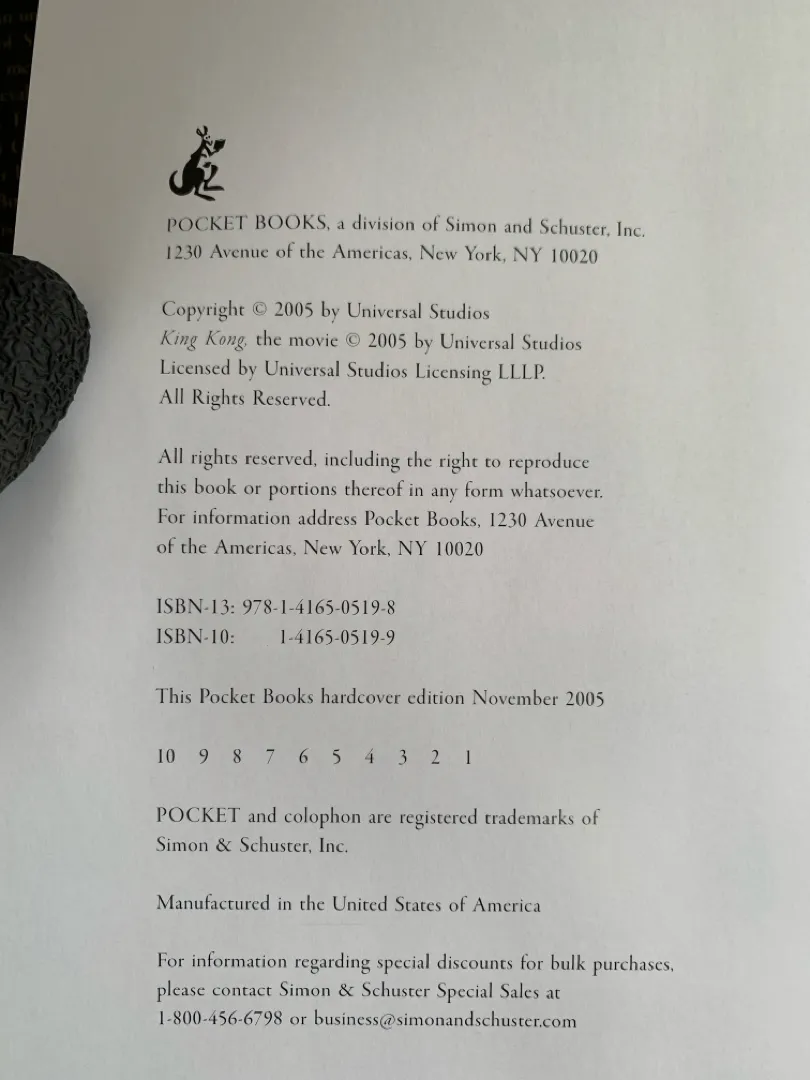 POCKET BOOKS, a division of Simon and Schuster, Inc.
1230 Avenue of the Americas, New York, NY 10020
Copyright © 2005 by Universal Studios
King Kong, the movie © 2005 by Universal Studios
Licensed by Universal Studios Licensing LLLP.
All Rights Reserved.
All rights reserved, including the right to reproduce
this book or portions thereof in any form whatsoever.
For information address Pocket Books, 1230 Avenue
of the Americas, New York, NY 10020
ISBN-13: 978-1-4165-0519-8
ISBN-10: 1-4165-0519-9
This Pocket Books hardcover edition November 2005
10 9 8 7 6 5 4 3 2 1
POCKET and colophon are registered trademarks of
Simon & Schuster, Inc.
Manufactured in the United States of America
For information regarding special discounts for bulk purchases,
please contact Simon & Schuster Special Sales at
1-800-456-6798 or business@simonandschuster.com